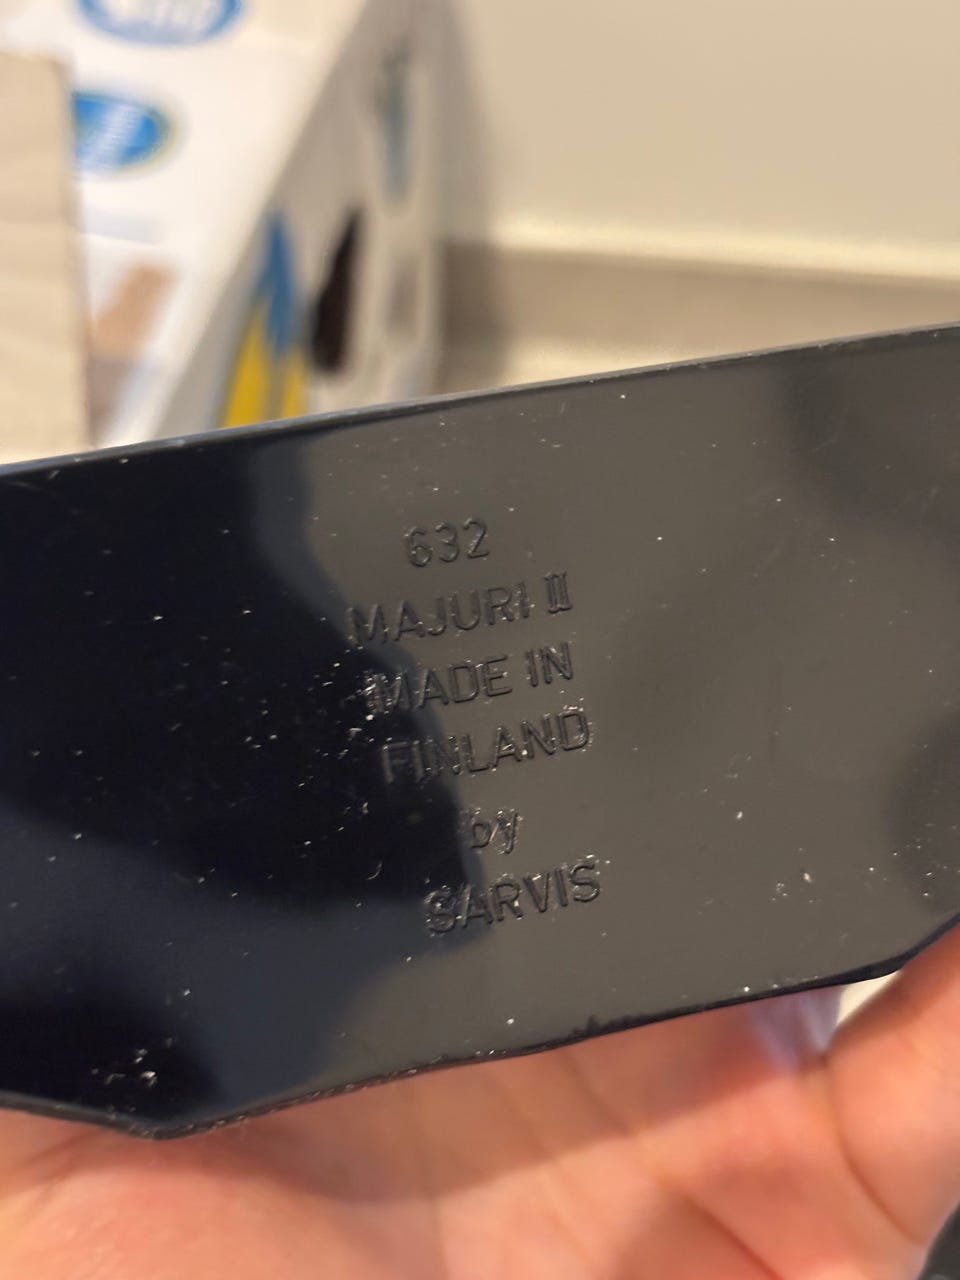 632
MAJURI II
MADE IN
FINLAND
by
SARVIS